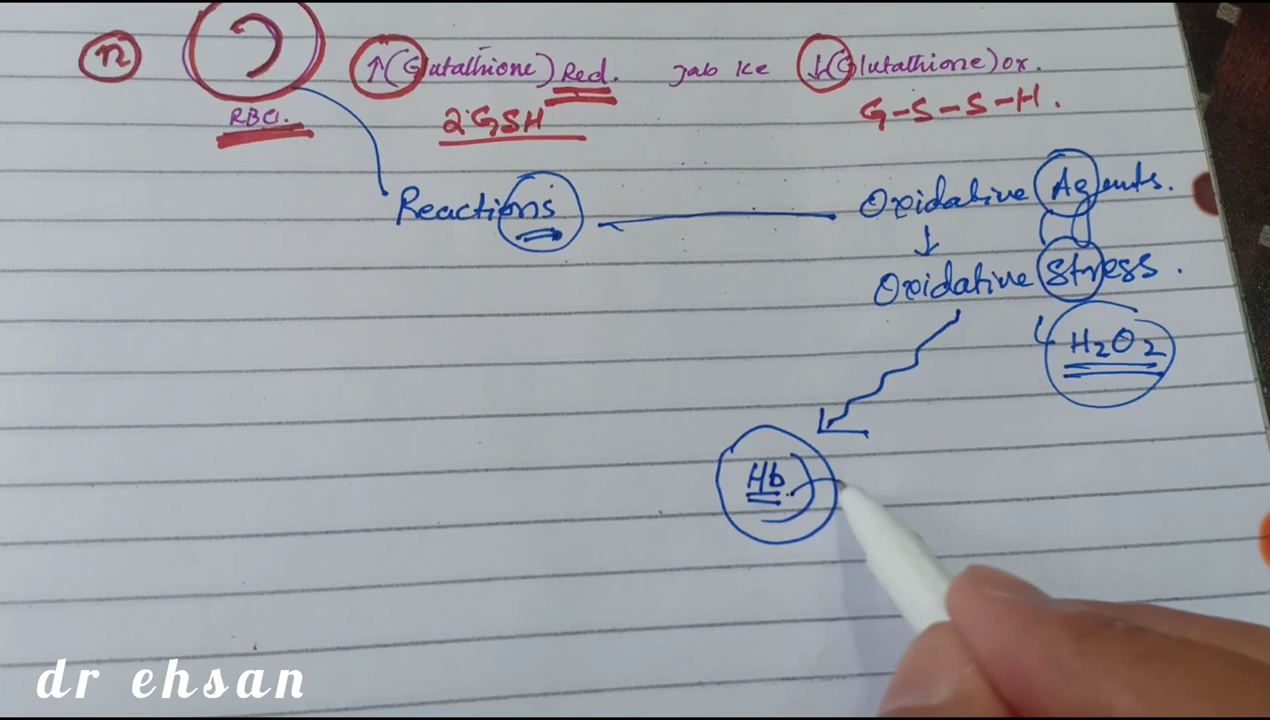 n ↑(Glutathione) Red. Jab ke ↓(Glutathione) ox.
RBC. 2GSH G-S-S-H.
Reactions Oxidative Agents.
↓
Oxidative Stress.
H₂O₂
Hb
dr ehsan